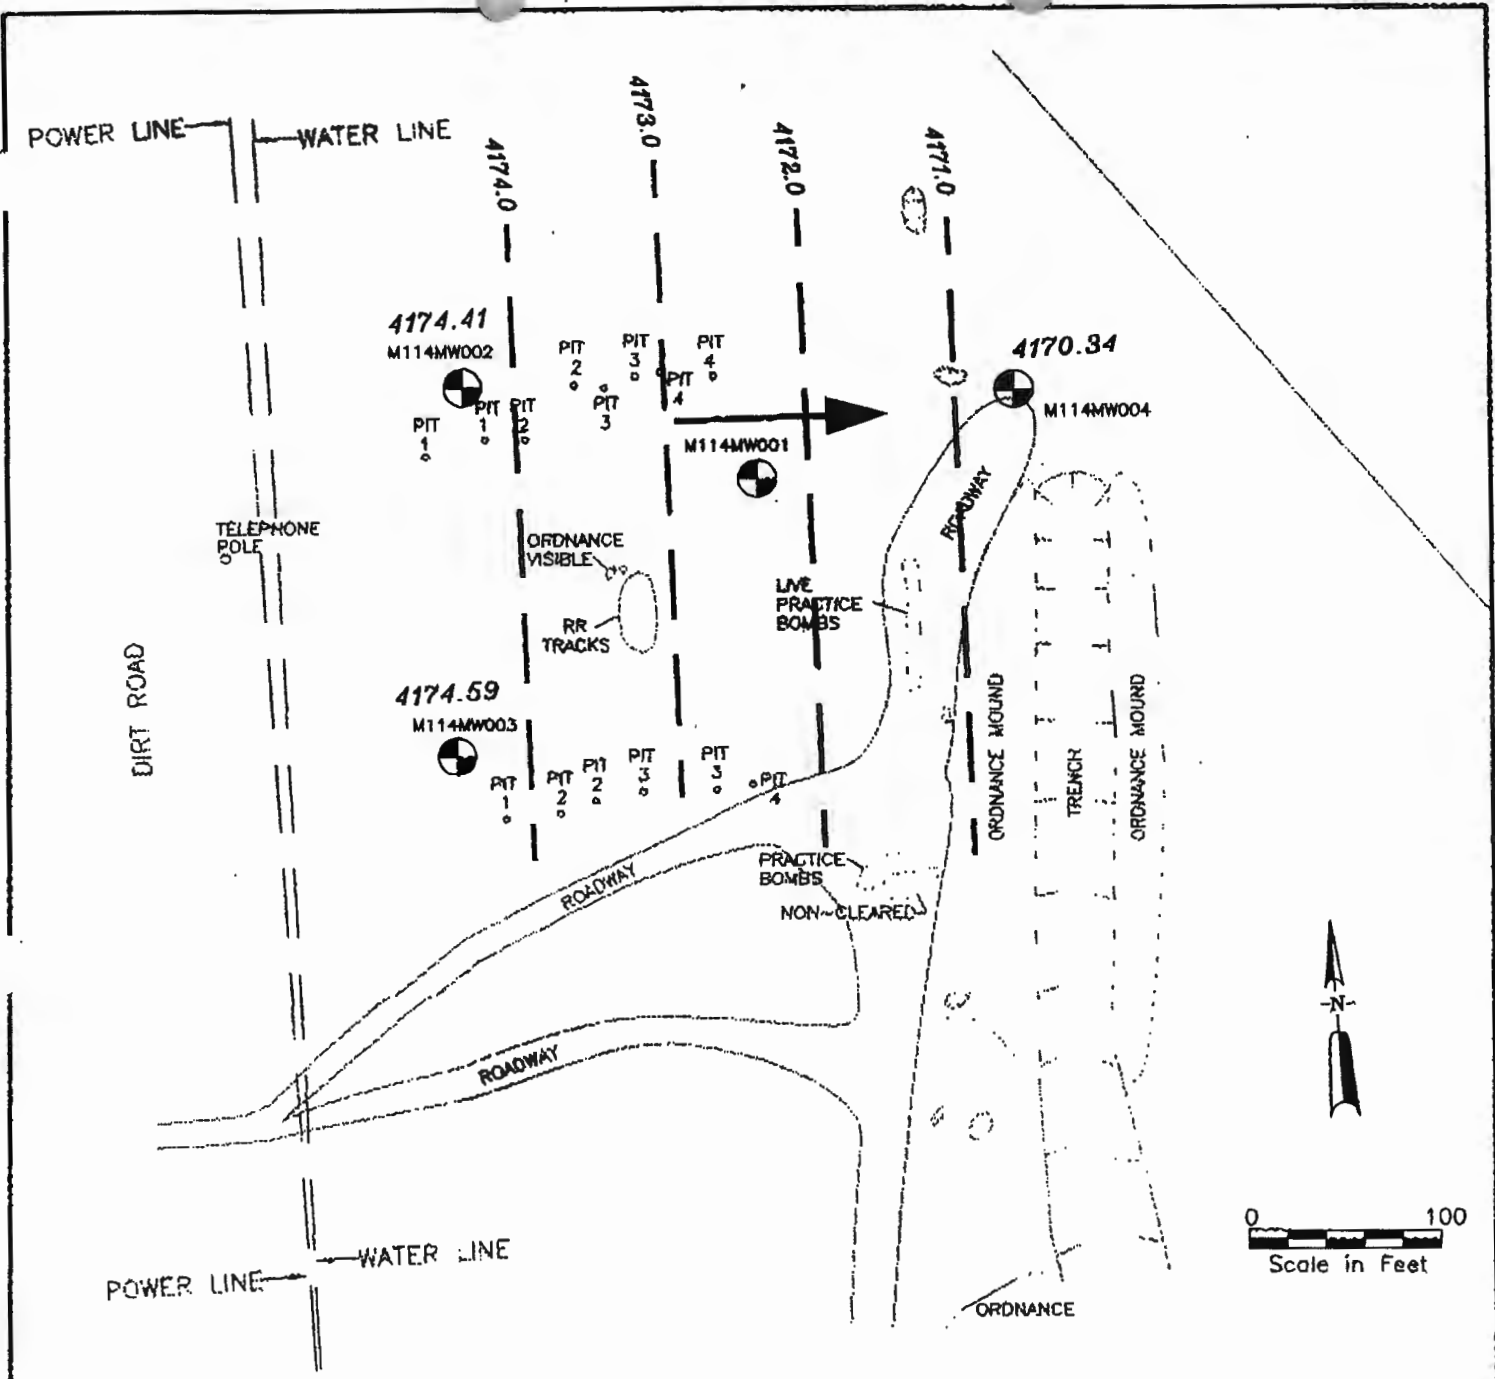 POWER LINE
WATER LINE
4174.0
4173.0
4172.0
4171.0
4174.41
M114MW002
PIT
2
PIT
3
PIT
4
PIT
4
4170.34
M114MW004
PIT
1
PIT
1
PIT
2
PIT
3
M114MW001
ROADWAY
TELEPHONE
POLE
ORDNANCE
VISIBLE
LIVE
PRACTICE
BOMBS
RR
TRACKS
DIRT ROAD
4174.59
M114MW003
ORDNANCE MOUND
TRENCH
ORDNANCE MOUND
PIT
1
PIT
2
PIT
2
PIT
3
PIT
3
PIT
4
PRACTICE
BOMBS
ROADWAY
NON-CLEARED
N
ROADWAY
0 100
Scale in Feet
WATER LINE
POWER LINE
ORDNANCE